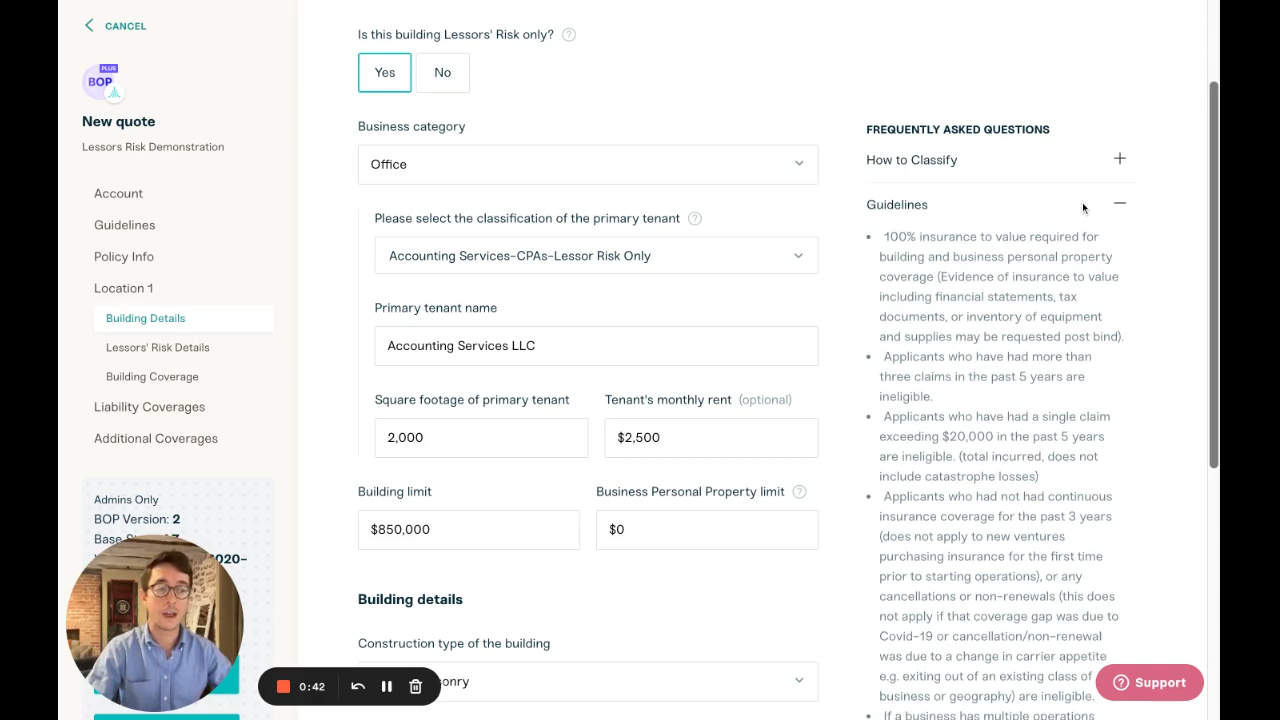 CANCEL
PLUS
BOP
New quote
Lessors Risk Demonstration
Account
Guidelines
Policy Info
Location 1
Building Details
Lessors' Risk Details
Building Coverage
Liability Coverages
Additional Coverages
Admins Only
BOP Version: 2
Base
2020-
0:42
Is this building Lessors' Risk only? ?
Yes No
Business category
Office
Please select the classification of the primary tenant ?
Accounting Services-CPAs-Lessor Risk Only
Primary tenant name
Accounting Services LLC
Square footage of primary tenant Tenant's monthly rent (optional)
2,000 $2,500
Building limit Business Personal Property limit ?
$850,000 $0
Building details
Construction type of the building
onry
FREQUENTLY ASKED QUESTIONS
How to Classify
Guidelines
• 100% insurance to value required for
building and business personal property
coverage (Evidence of insurance to value
including financial statements, tax
documents, or inventory of equipment
and supplies may be requested post bind).
• Applicants who have had more than
three claims in the past 5 years are
ineligible.
• Applicants who have had a single claim
exceeding $20,000 in the past 5 years
are ineligible. (total incurred, does not
include catastrophe losses)
• Applicants who had not had continuous
insurance coverage for the past 3 years
(does not apply to new ventures
purchasing insurance for the first time
prior to starting operations), or any
cancellations or non-renewals (this does
not apply if that coverage gap was due to
Covid-19 or cancellation/non-renewal
was due to a change in carrier appetite
e.g. exiting out of an existing class of
business or geography) are ineligible.
• If a business has multiple operations
? Support